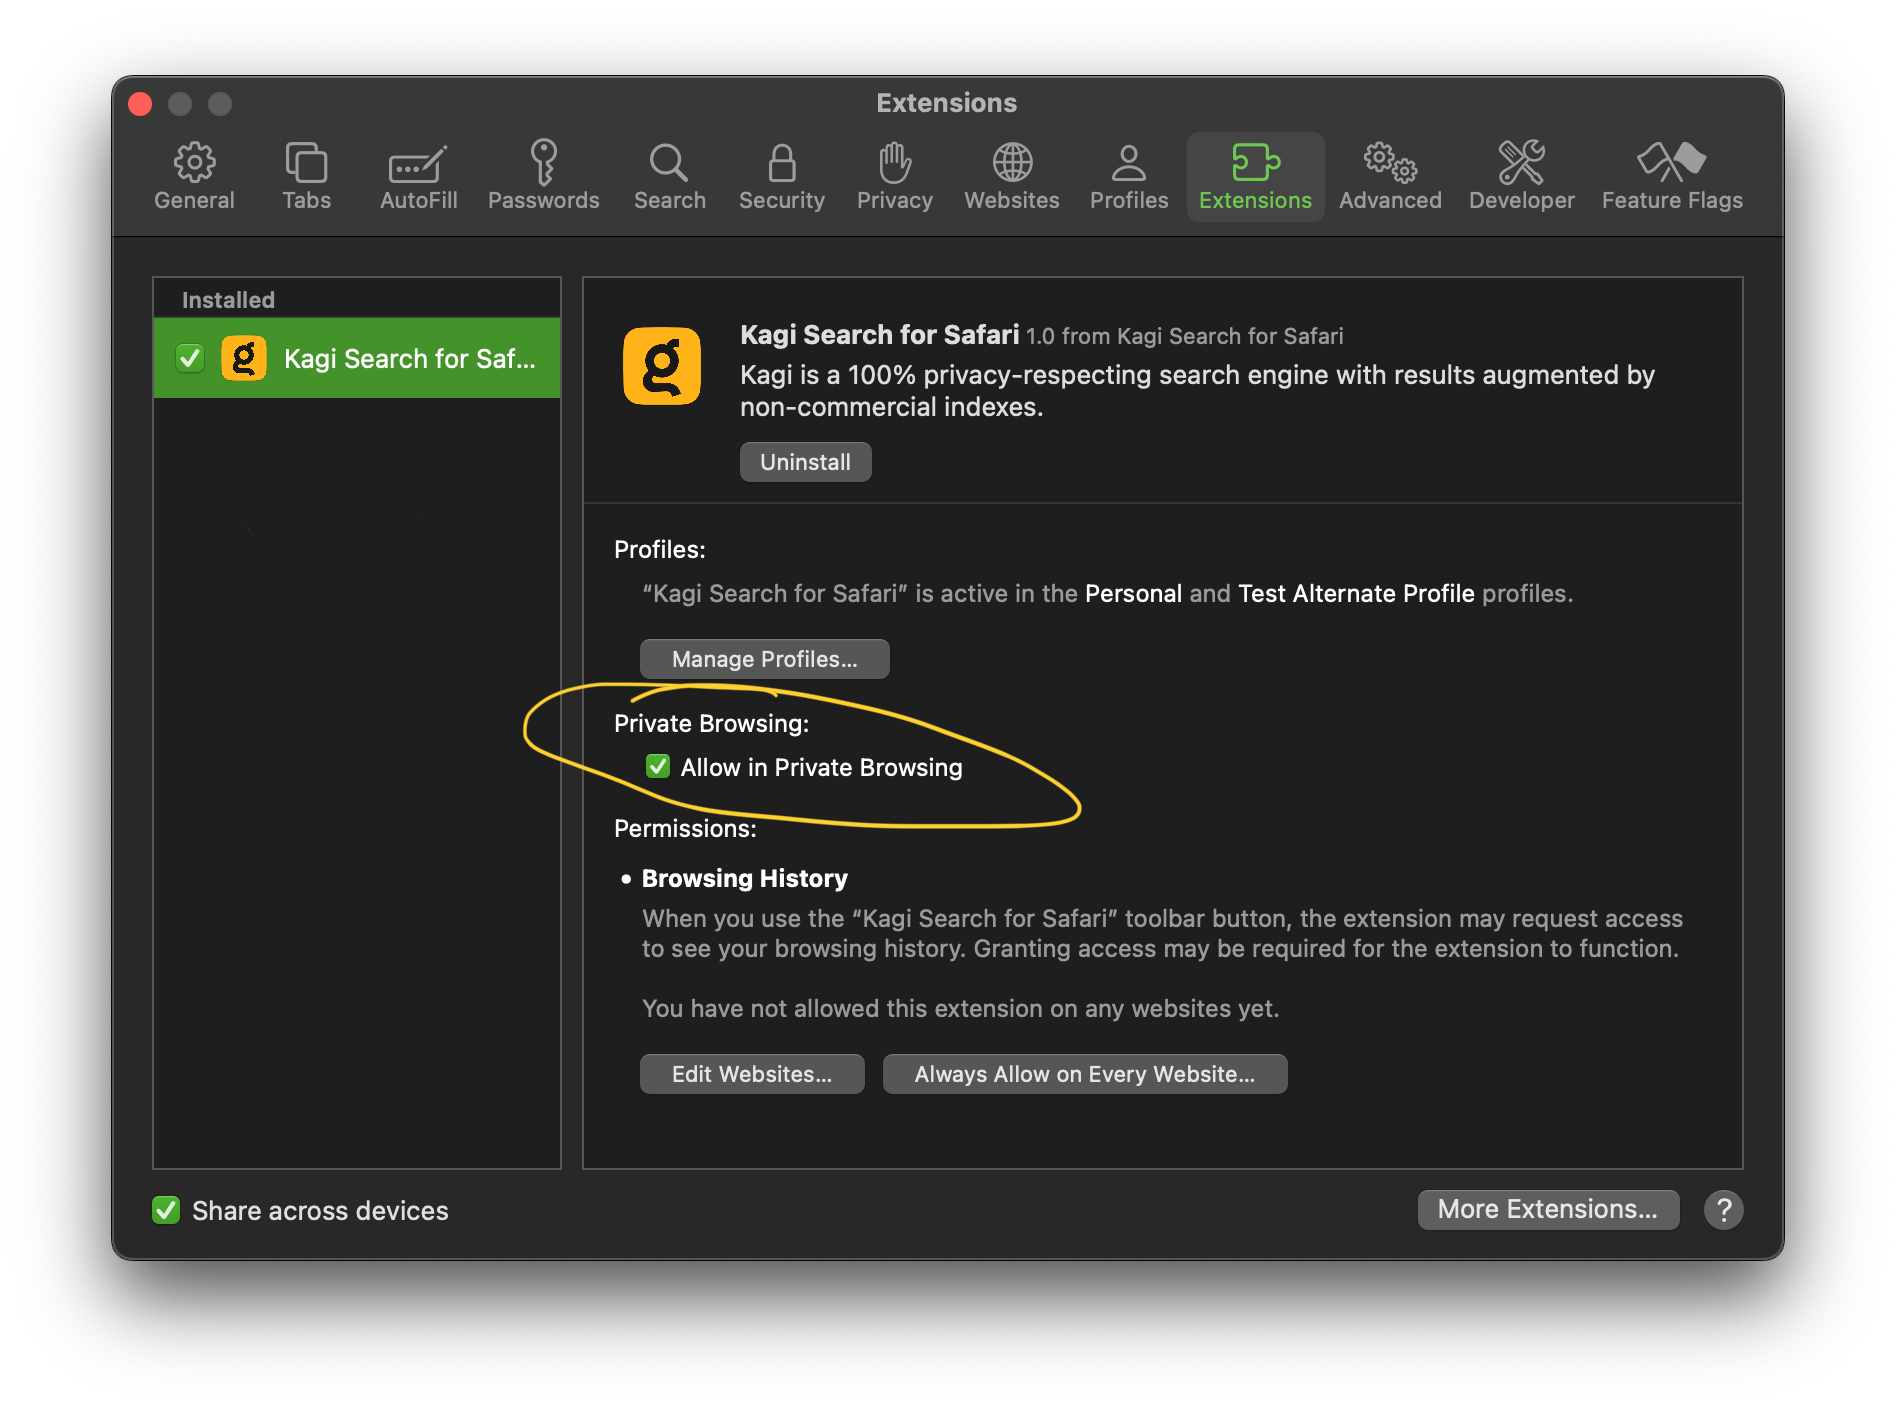 Extensions
General
Tabs
AutoFill
Passwords
Search
Security
Privacy
Websites
Profiles
Extensions
Advanced
Developer
Feature Flags
Installed
Kagi Search for Saf...
Kagi Search for Safari 1.0 from Kagi Search for Safari
Kagi is a 100% privacy-respecting search engine with results augmented by
non-commercial indexes.
Uninstall
Profiles:
“Kagi Search for Safari” is active in the Personal and Test Alternate Profile profiles.
Manage Profiles...
Private Browsing:
Allow in Private Browsing
Permissions:
• Browsing History
When you use the “Kagi Search for Safari” toolbar button, the extension may request access
to see your browsing history. Granting access may be required for the extension to function.
You have not allowed this extension on any websites yet.
Edit Websites...
Always Allow on Every Website...
Share across devices
More Extensions...
?